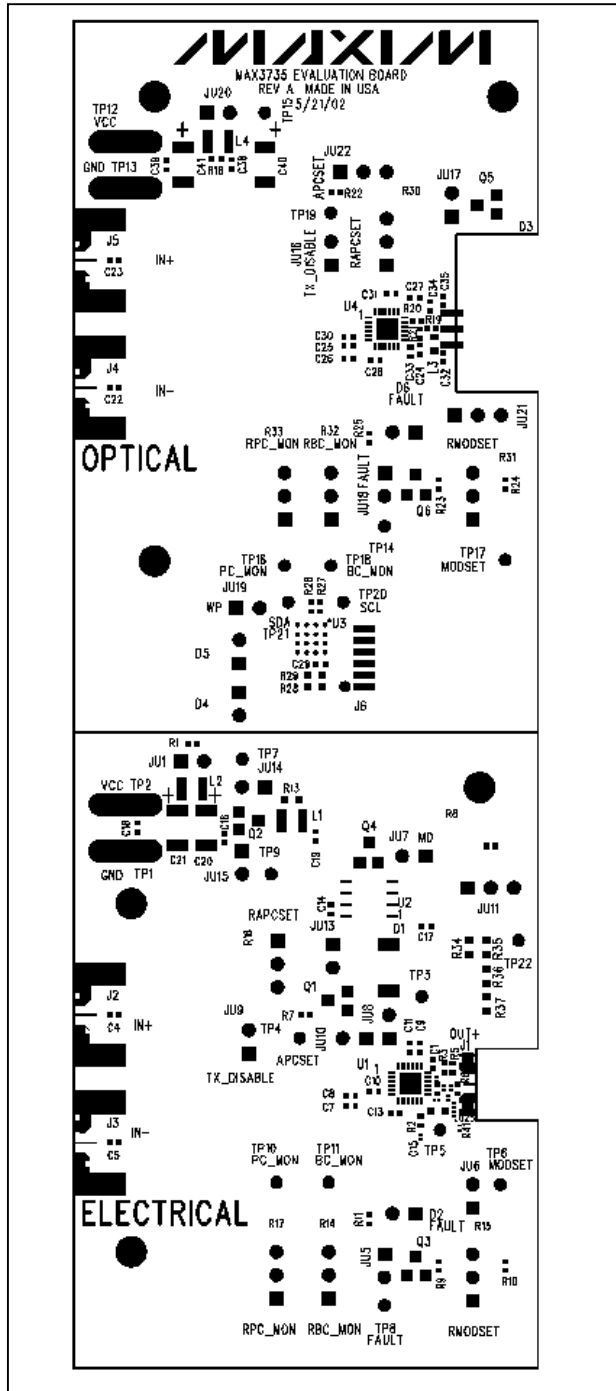 MAXIM
MAX3735 EVALUATION BOARD
REV A MADE IN USA
5/21/02
TP12
VCC
JU20
TP15
+
L4
+
GND TP13
C39
C41
R18
C38
C40
JU22
APCSET
R22
R30
JU17
Q5
TP19
D3
J5
C23
IN+
JU16
TX_DISABLE
RAPCSET
C31
U4
1
C27
C34
C35
R20
R19
R21
C30
C25
C26
C28
C33
C24
L3
C32
J4
C22
IN-
D6
FAULT
OPTICAL
R33
RPC_MON
R32
RBC_MON
R25
JU21
RMODSET
R31
JU18
FAULT
R23
R24
Q6
TP14
TP16
PC_MON
TP18
BC_MON
TP17
MODSET
JU19
WP
R26
R27
TP20
SCL
SDA
TP21
*U3
D5
C29
R29
R28
D4
J6
R1
JU1
TP7
JU14
VCC TP2
+
L2
+
R13
L1
C18
C16
Q2
C19
R8
Q4
JU7
MD
GND TP1
C21
C20
TP9
JU15
JU11
C14
U2
1
RAPCSET
R16
JU13
D1
C17
R34
R35
TP22
R36
R37
J2
C4
IN+
Q1
TP3
JU9
TP4
R7
JU10
JU8
C11
C9
OUT+
J1
APCSET
TX_DISABLE
U1
1
C1
R3
R5
C10
C8
C7
C13
R2
C15
TP5
J3
C5
IN-
TP10
PC_MON
TP11
BC_MON
JU6
TP6
MODSET
ELECTRICAL
R17
R14
R11
D2
FAULT
R15
JU5
Q3
R9
R10
RPC_MON
RBC_MON
TP8
FAULT
RMODSET